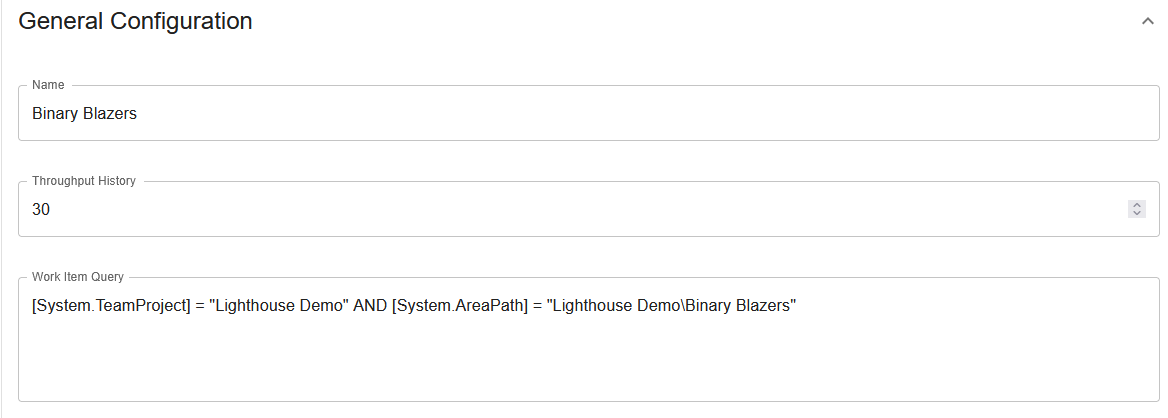 General Configuration
Name
Binary Blazers
Throughput History
30
Work Item Query
[System.TeamProject] = "Lighthouse Demo" AND [System.AreaPath] = "Lighthouse Demo\Binary Blazers"